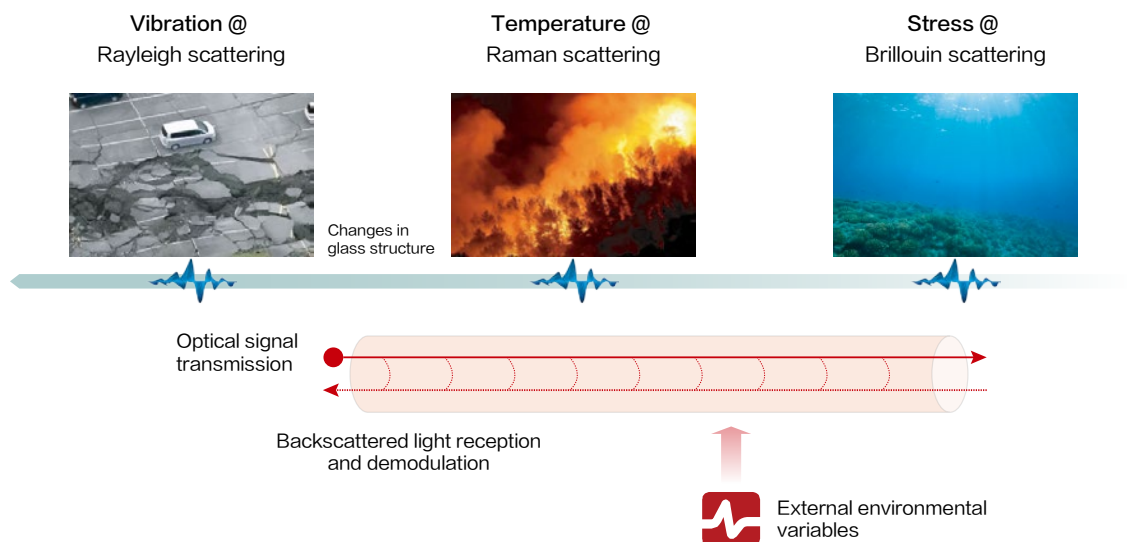 Vibration @
Rayleigh scattering
Temperature @
Raman scattering
Stress @
Brillouin scattering
Changes in
glass structure
Optical signal
transmission
Backscattered light reception
and demodulation
External environmental
variables